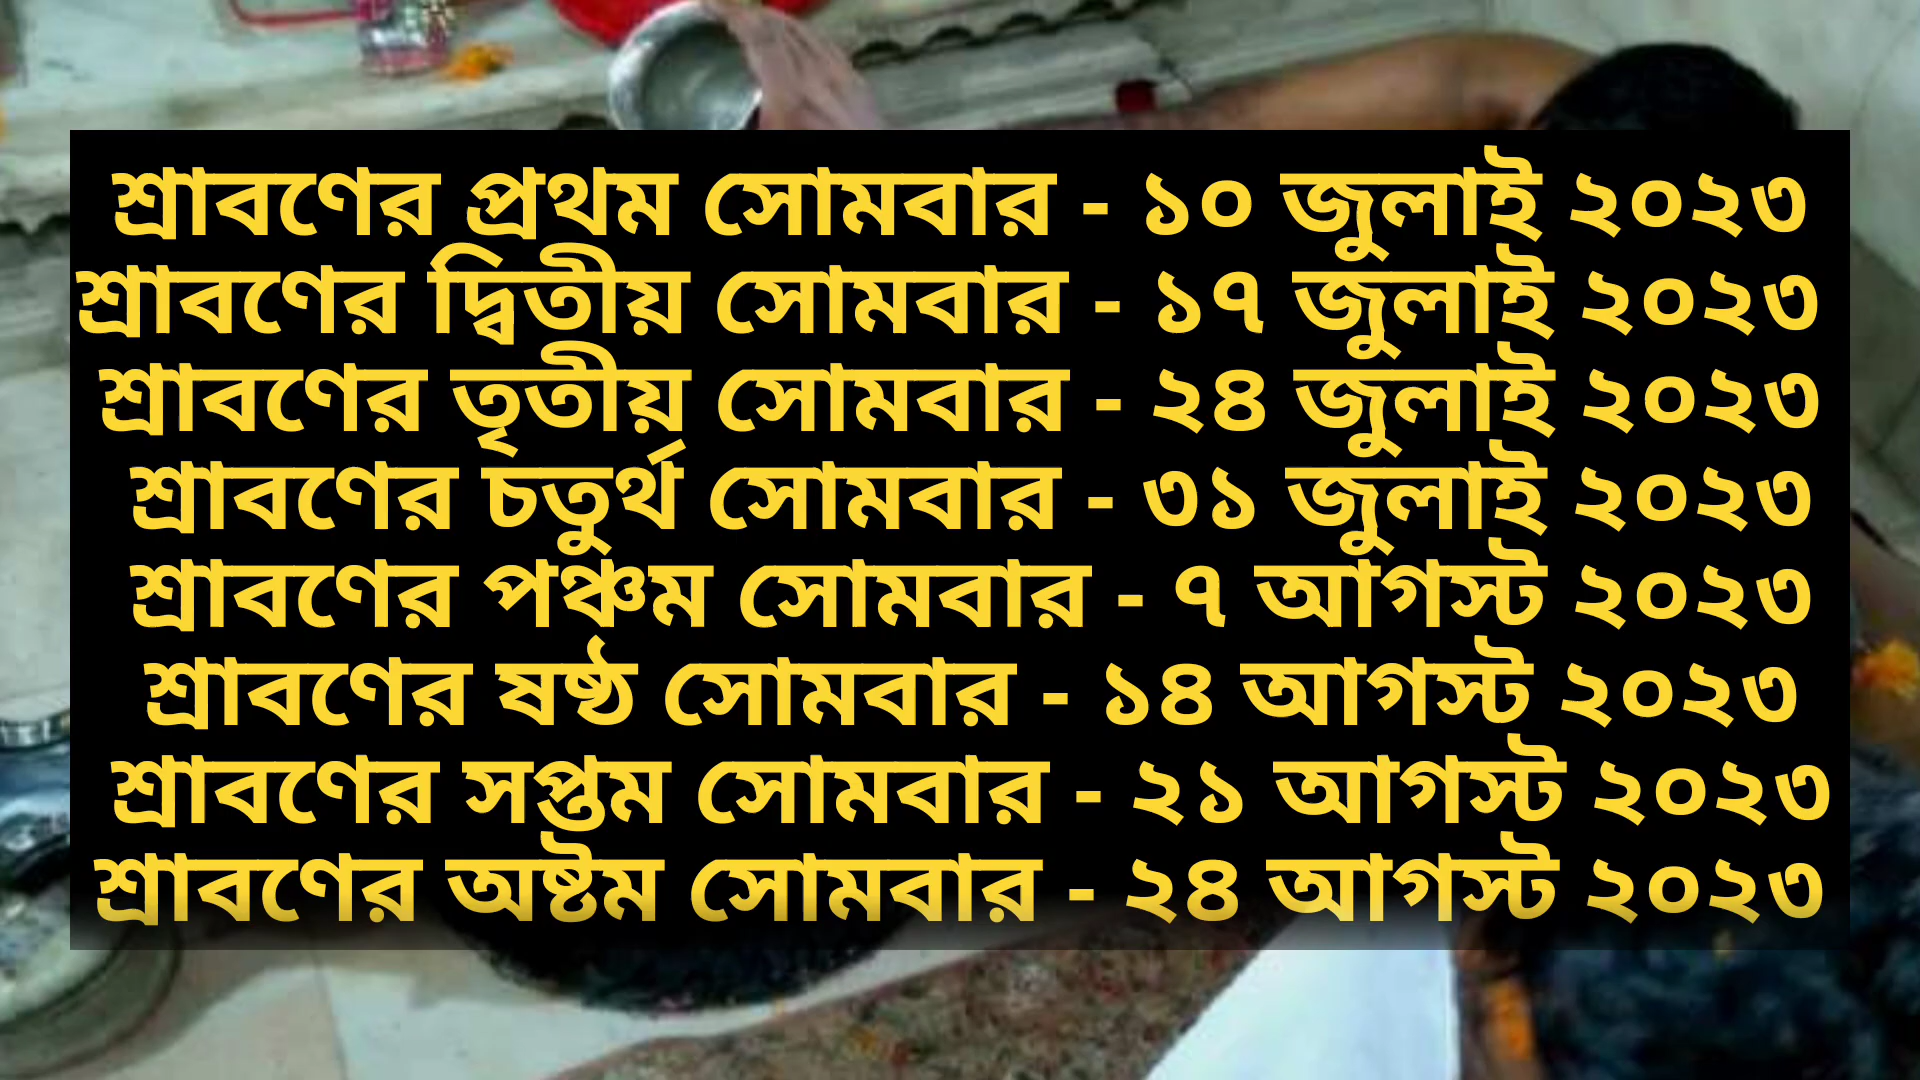 শ্রাবণের প্রথম সোমবার - ১০ জুলাই ২০২৩
শ্রাবণের দ্বিতীয় সোমবার - ১৭ জুলাই ২০২৩
শ্রাবণের তৃতীয় সোমবার - ২৪ জুলাই ২০২৩
শ্রাবণের চতুর্থ সোমবার - ৩১ জুলাই ২০২৩
শ্রাবণের পঞ্চম সোমবার - ৭ আগস্ট ২০২৩
শ্রাবণের ষষ্ঠ সোমবার - ১৪ আগস্ট ২০২৩
শ্রাবণের সপ্তম সোমবার - ২১ আগস্ট ২০২৩
শ্রাবণের অষ্টম সোমবার - ২৪ আগস্ট ২০২৩